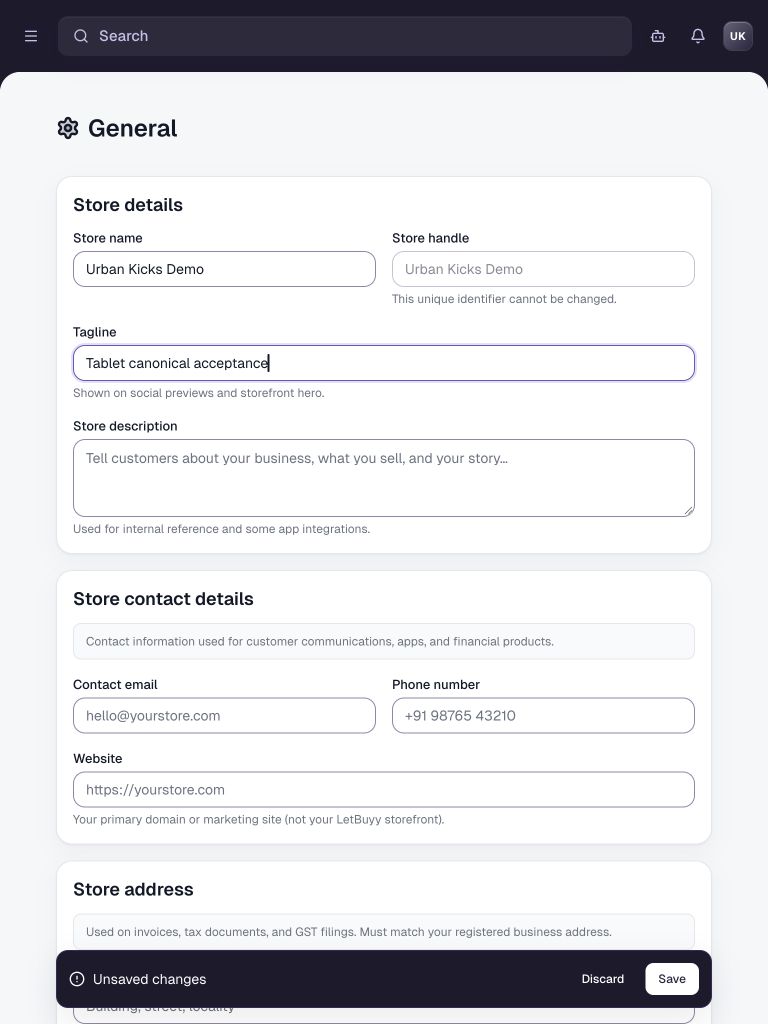 Search
UK
General
Store details
Store name
Store handle
Urban Kicks Demo
Urban Kicks Demo
This unique identifier cannot be changed.
Tagline
Tablet canonical acceptance
Shown on social previews and storefront hero.
Store description
Tell customers about your business, what you sell, and your story...
Used for internal reference and some app integrations.
Store contact details
Contact information used for customer communications, apps, and financial products.
Contact email
Phone number
hello@yourstore.com
+91 98765 43210
Website
https://yourstore.com
Your primary domain or marketing site (not your LetBuyy storefront).
Store address
Used on invoices, tax documents, and GST filings. Must match your registered business address.
Unsaved changes
Discard
Save
Building, street, locality